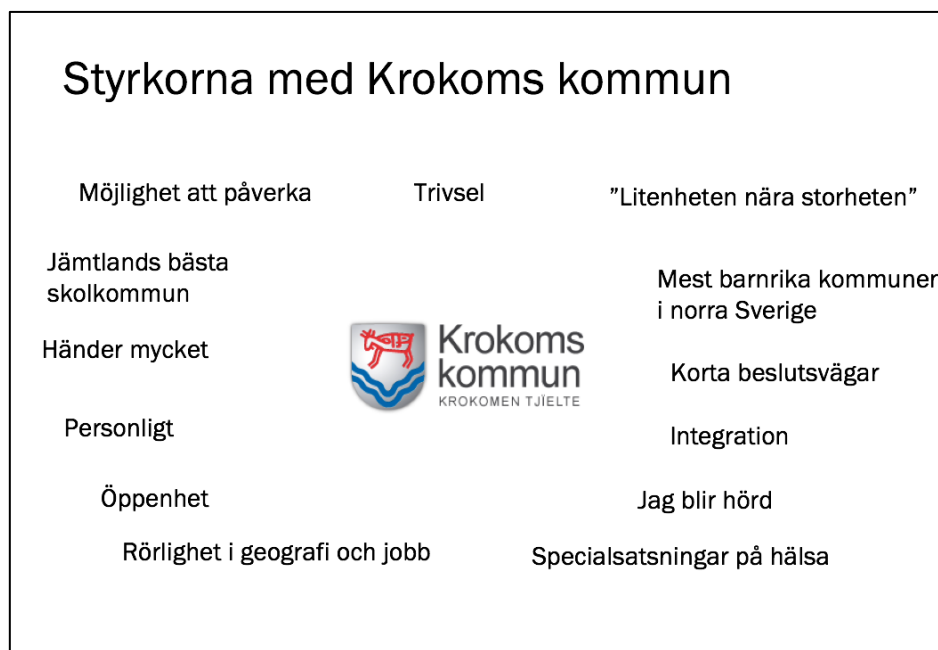 Styrkorna med Krokoms kommun
Möjlighet att påverka
Trivsel
”Litenheten nära storheten”
Jämtlands bästa
skolkommun
Mest barnrika kommuner
i norra Sverige
Händer mycket
Krokoms
kommun
KROKOMEN TJÏELTE
Korta beslutsvägar
Personligt
Integration
Öppenhet
Jag blir hörd
Rörlighet i geografi och jobb
Specialsatsningar på hälsa